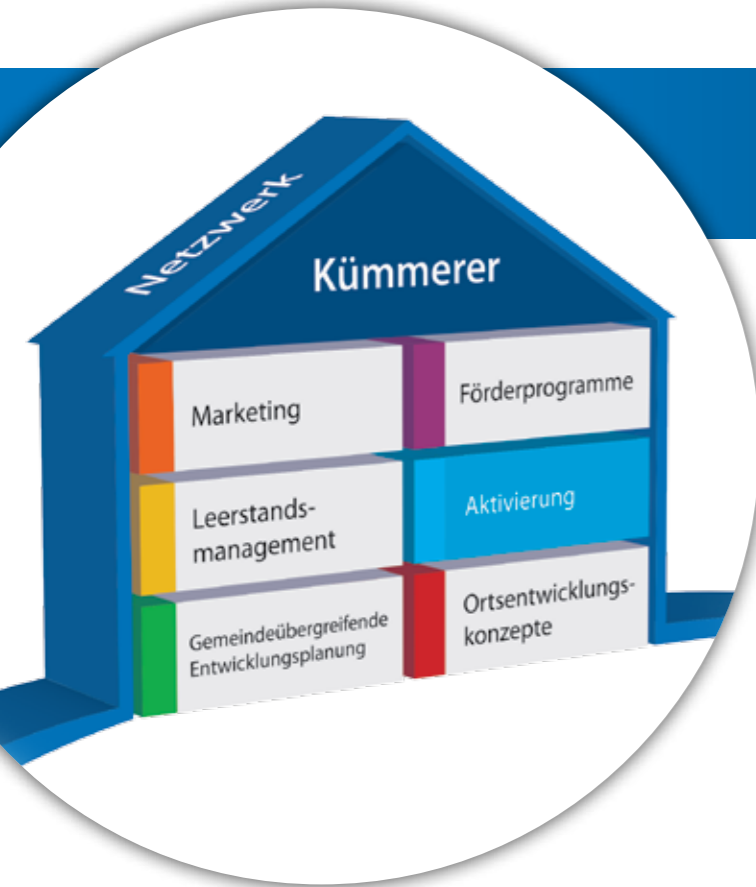 Netzwerk
Kümmerer
Marketing
Förderprogramme
Leerstands-
management
Aktivierung
Gemeindeübergreifende
Entwicklungsplanung
Ortsentwicklungs-
konzepte